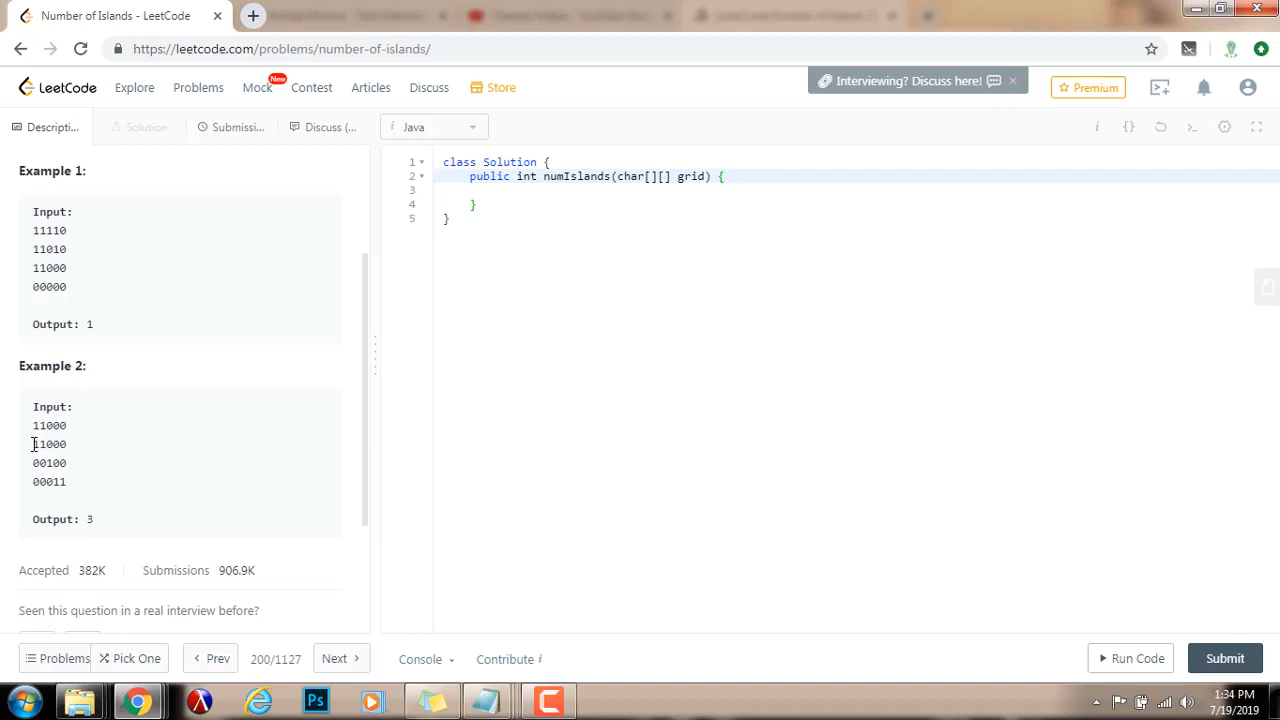 Number of Islands - LeetCode
https://leetcode.com/problems/number-of-islands/
LeetCode
Explore
Problems
Mock
New
Contest
Articles
Discuss
Store
Interviewing? Discuss here!
Premium
Descripti...
Solution
Submissi...
Discuss (...
Java
Example 1:
Input:
11110
11010
11000
00000
Output: 1
Example 2:
Input:
11000
11000
00100
00011
Output: 3
Accepted 382K
Submissions 906.9K
Seen this question in a real interview before?
1 class Solution {
2 public int numIslands(char[][] grid) {
3
4 }
5 }
Problems
Pick One
Prev
200/1127
Next
Console
Contribute
Run Code
Submit
Ps
1:34 PM
7/19/2019